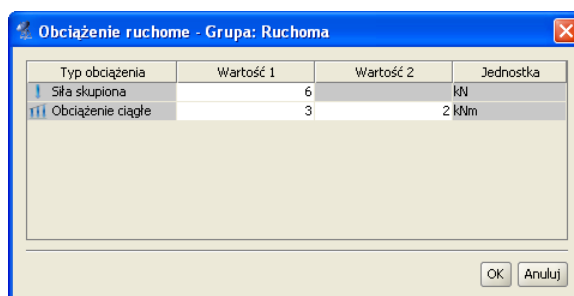 Obciążenie ruchome - Grupa: Ruchoma
Typ obciążenia Wartość 1 Wartość 2 Jednostka
Siła skupiona 6 kN
Obciążenie ciągłe 3 2 kNm
OK Anuluj